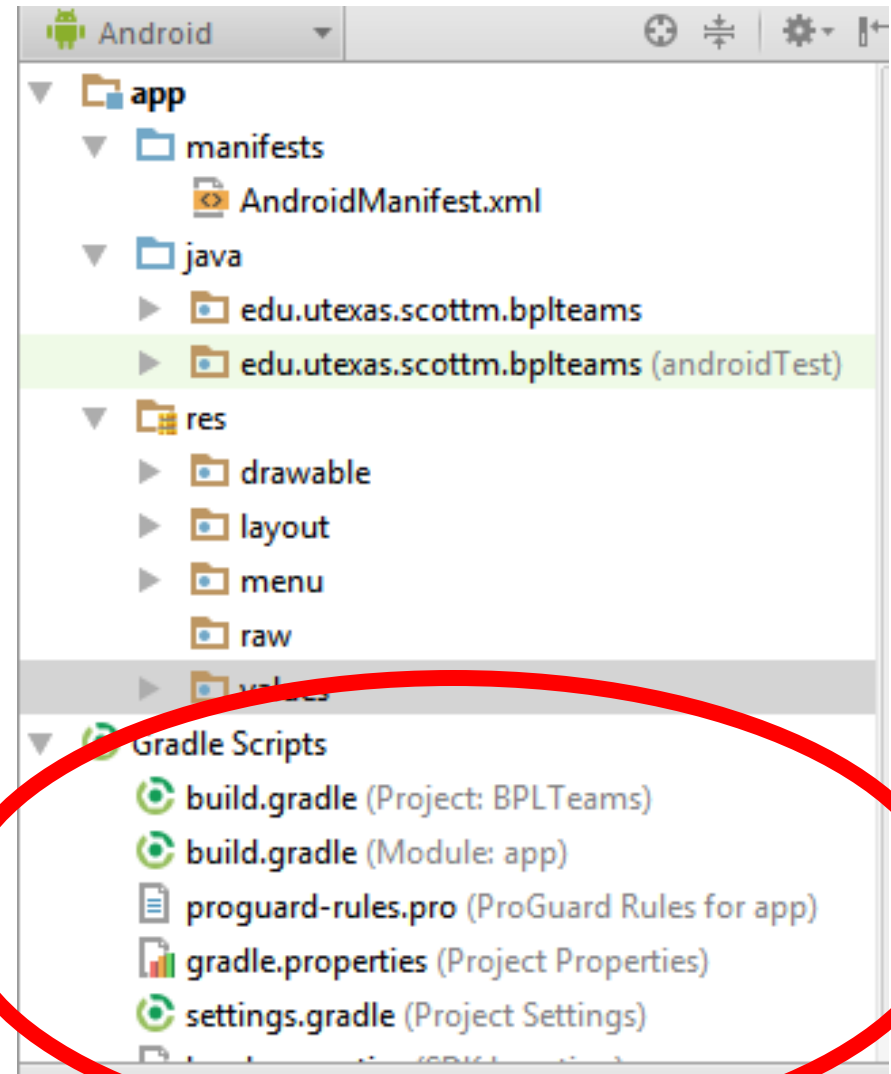 Android
app
manifests
AndroidManifest.xml
java
edu.utexas.scottm.bplteams
edu.utexas.scottm.bplteams (androidTest)
res
drawable
layout
menu
raw
values
Gradle Scripts
build.gradle (Project: BPLTeams)
build.gradle (Module: app)
proguard-rules.pro (ProGuard Rules for app)
gradle.properties (Project Properties)
settings.gradle (Project Settings)